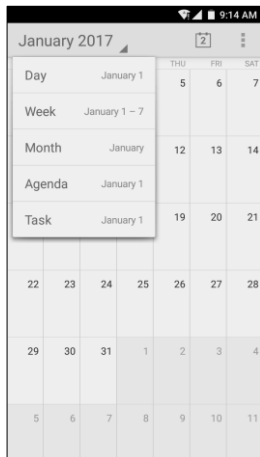 9:14 AM
January 2017
2
THU FRI SAT
Day January 1
5 6 7
Week January 1 – 7
Month January
12 13 14
Agenda January 1
Task January 1
19 20 21
22 23 24 25 26 27 28
29 30 31 1 2 3 4
5 6 7 8 9 10 11